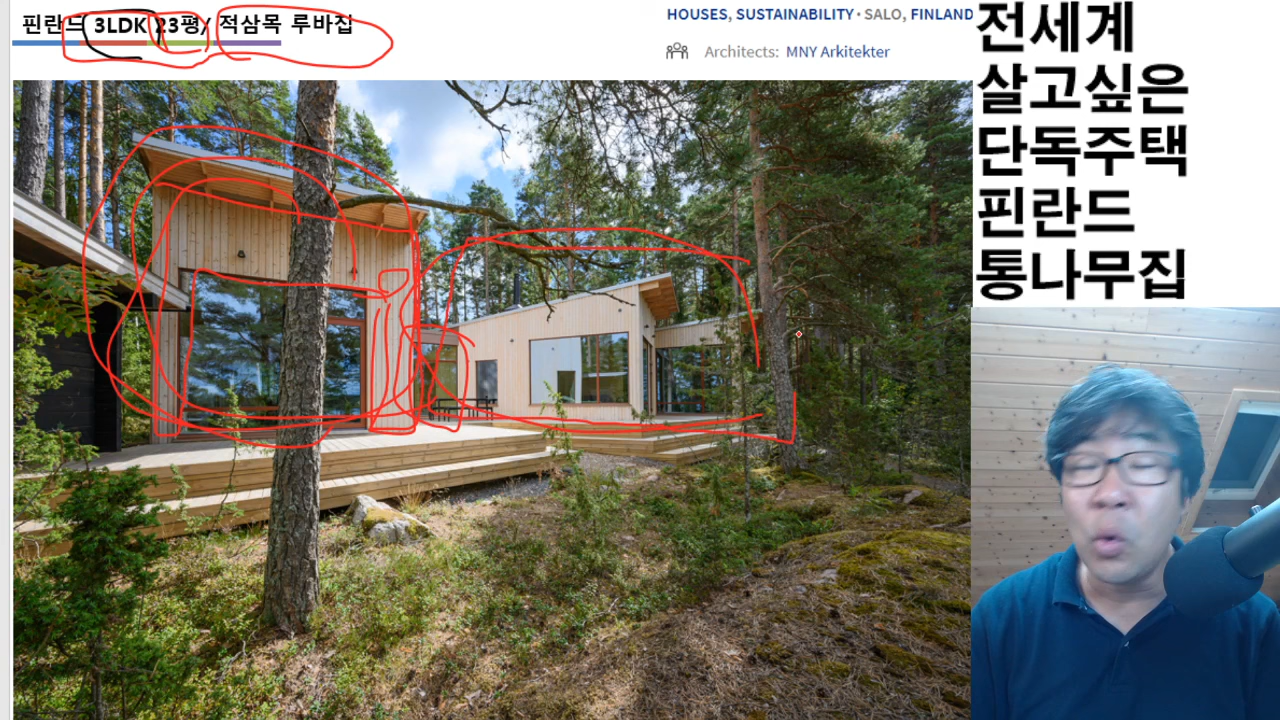 핀란드 3LDK 23평/ 적삼목 루바집
HOUSES, SUSTAINABILITY · SALO, FINLAND
Architects: MNY Arkitekter
전세계
살고싶은
단독주택
핀란드
통나무집